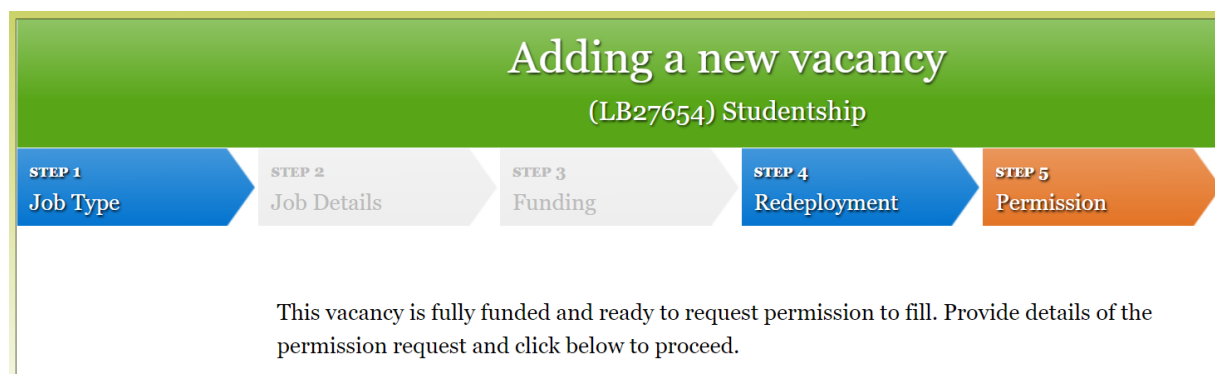 Adding a new vacancy
(LB27654) Studentship
STEP 1
Job Type
STEP 2
Job Details
STEP 3
Funding
STEP 4
Redeployment
STEP 5
Permission
This vacancy is fully funded and ready to request permission to fill. Provide details of the
permission request and click below to proceed.